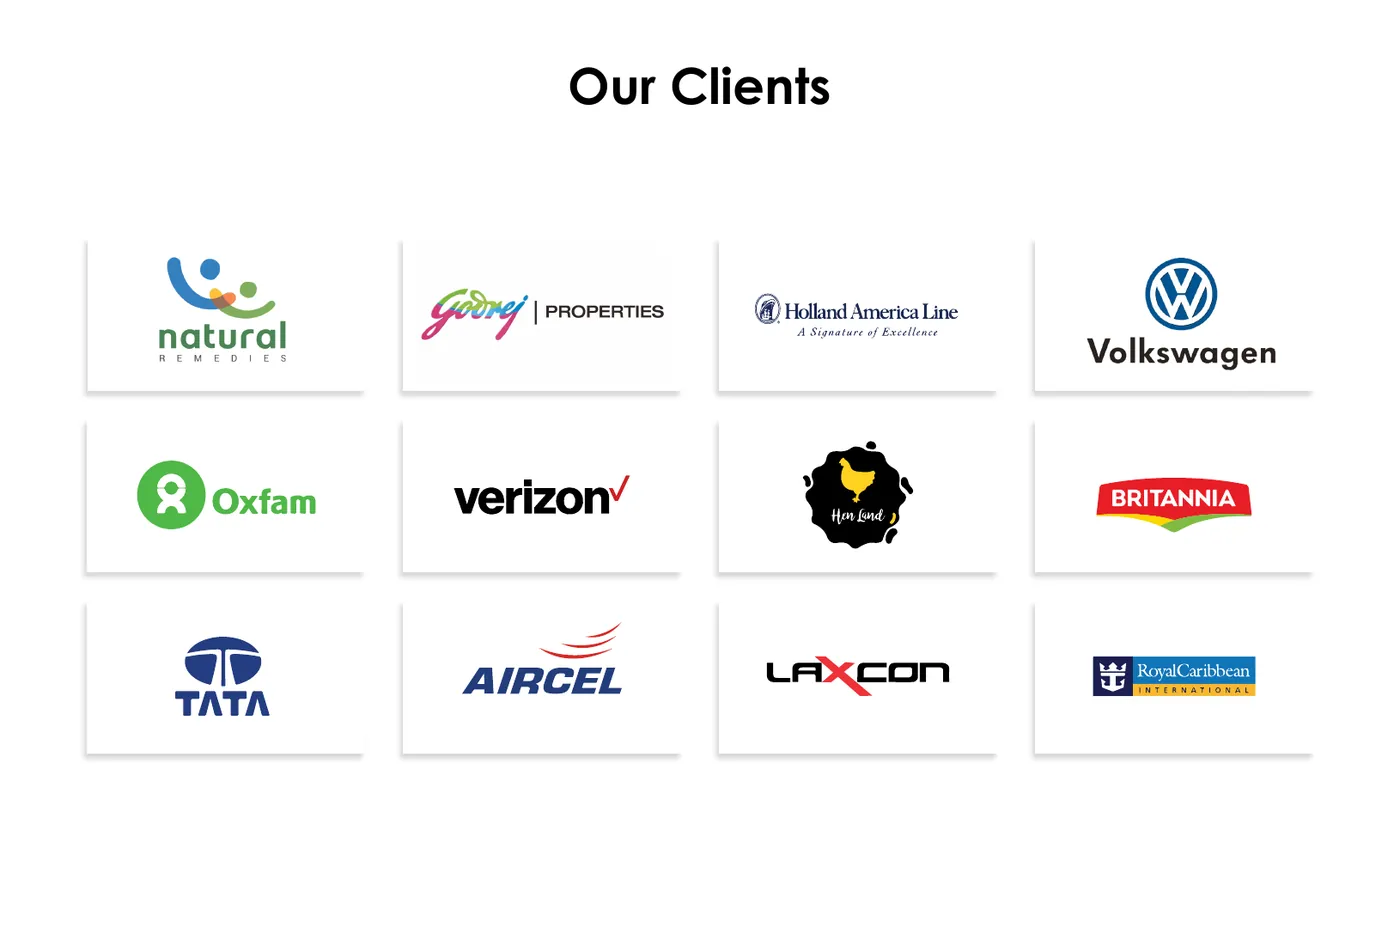 Our Clients
natural
REMEDIES
Godrej | PROPERTIES
Holland America Line
A Signature of Excellence
Volkswagen
Oxfam
verizon
Hen Land
BRITANNIA
TATA
AIRCEL
LAXCON
RoyalCaribbean
INTERNATIONAL